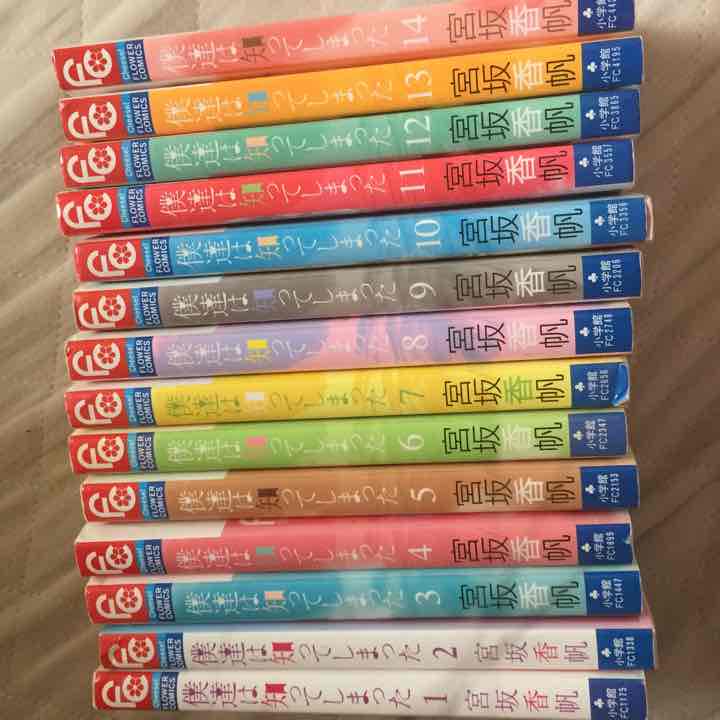 FC Cheese! FLOWER COMICS 僕達は知ってしまった 14 宮坂香帆 小学館
FC Cheese! FLOWER COMICS 僕達は知ってしまった 13 宮坂香帆 小学館 FC4195
FC Cheese! FLOWER COMICS 僕達は知ってしまった 12 宮坂香帆 小学館 FC3865
FC Cheese! FLOWER COMICS 僕達は知ってしまった 11 宮坂香帆 小学館 FC3557
FC Cheese! FLOWER COMICS 僕達は知ってしまった 10 宮坂香帆 小学館 FC3356
FC Cheese! FLOWER COMICS 僕達は知ってしまった 9 宮坂香帆 小学館 FC3206
FC Cheese! FLOWER COMICS 僕達は知ってしまった 8 宮坂香帆 小学館 FC2748
FC Cheese! FLOWER COMICS 僕達は知ってしまった 7 宮坂香帆 小学館
FC Cheese! FLOWER COMICS 僕達は知ってしまった 6 宮坂香帆 小学館 FC2347
FC Cheese! FLOWER COMICS 僕達は知ってしまった 5 宮坂香帆 小学館 FC2153
FC Cheese! FLOWER COMICS 僕達は知ってしまった 4 宮坂香帆 小学館 FC1695
FC Cheese! FLOWER COMICS 僕達は知ってしまった 3 宮坂香帆 小学館 FC1447
FC Cheese! FLOWER COMICS 僕達は知ってしまった 2 宮坂香帆 小学館 FC1338
FC Cheese! FLOWER COMICS 僕達は知ってしまった 1 宮坂香帆 小学館 FC1175